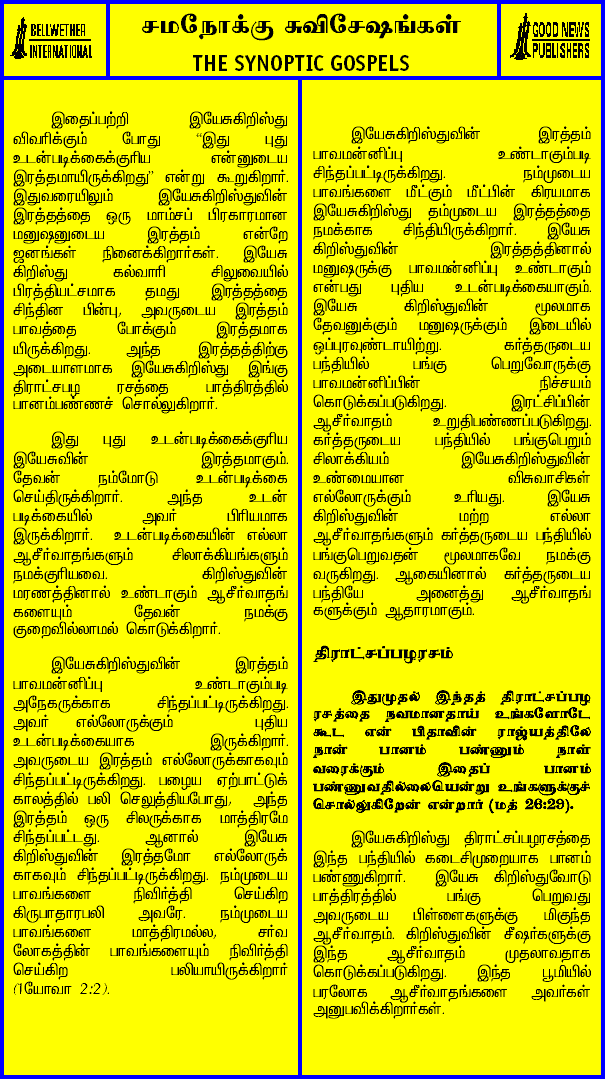 BELLWETHER
INTERNATIONAL
சமநோக்கு சுவிசேஷங்கள்
THE SYNOPTIC GOSPELS
GOOD NEWS
PUBLISHERS
இதைப்பற்றி இயேசுகிறிஸ்து
விவரிக்கும் போது “இது புது
உடன்படிக்கைக்குரிய என்னுடைய
இரத்தமாயிருக்கிறது” என்று கூறுகிறார்.
இதுவரையிலும் இயேசுகிறிஸ்துவின்
இரத்தத்தை ஒரு மாம்சப் பிரகாரமான
மனுஷனுடைய இரத்தம் என்றே
ஜனங்கள் நினைக்கிறார்கள். இயேசு
கிறிஸ்து கல்வாரி சிலுவையில்
பிரத்தியட்சமாக தமது இரத்தத்தை
சிந்தின பின்பு, அவருடைய இரத்தம்
பாவத்தை போக்கும் இரத்தமாக
யிருக்கிறது. அந்த இரத்தத்திற்கு
அடையாளமாக இயேசுகிறிஸ்து இங்கு
திராட்சபழ ரசத்தை பாத்திரத்தில்
பானம்பண்ணச் சொல்லுகிறார்.
இது புது உடன்படிக்கைக்குரிய
இயேசுவின் இரத்தமாகும்.
தேவன் நம்மோடு உடன்படிக்கை
செய்திருக்கிறார். அந்த உடன்
படிக்கையில் அவர் பிரியமாக
இருக்கிறார். உடன்படிக்கையின் எல்லா
ஆசீர்வாதங்களும் சிலாக்கியங்களும்
நமக்குரியவை. கிறிஸ்துவின்
மரணத்தினால் உண்டாகும் ஆசீர்வாதங்
களையும் தேவன் நமக்கு
குறைவில்லாமல் கொடுக்கிறார்.
இயேசுகிறிஸ்துவின் இரத்தம்
பாவமன்னிப்பு உண்டாகும்படி
அநேகருக்காக சிந்தப்பட்டிருக்கிறது.
அவர் எல்லோருக்கும் புதிய
உடன்படிக்கையாக இருக்கிறார்.
அவருடைய இரத்தம் எல்லோருக்காகவும்
சிந்தப்பட்டிருக்கிறது. பழைய ஏற்பாட்டுக்
காலத்தில் பலி செலுத்தியபோது, அந்த
இரத்தம் ஒரு சிலருக்காக மாத்திரமே
சிந்தப்பட்டது. ஆனால் இயேசு
கிறிஸ்துவின் இரத்தமோ எல்லோருக்
காகவும் சிந்தப்பட்டிருக்கிறது. நம்முடைய
பாவங்களை நிவிர்த்தி செய்கிற
கிருபாதாரபலி அவரே. நம்முடைய
பாவங்களை மாத்திரமல்ல, சர்வ
லோகத்தின் பாவங்களையும் நிவிர்த்தி
செய்கிற பலியாயிருக்கிறார்
(1யோவா 2:2).
இயேசுகிறிஸ்துவின் இரத்தம்
பாவமன்னிப்பு உண்டாகும்படி
சிந்தப்பட்டிருக்கிறது. நம்முடைய
பாவங்களை மீட்கும் மீட்பின் கிரயமாக
இயேசுகிறிஸ்து தம்முடைய இரத்தத்தை
நமக்காக சிந்தியிருக்கிறார். இயேசு
கிறிஸ்துவின் இரத்தத்தினால்
மனுஷருக்கு பாவமன்னிப்பு உண்டாகும்
என்பது புதிய உடன்படிக்கையாகும்.
இயேசு கிறிஸ்துவின் மூலமாக
தேவனுக்கும் மனுஷருக்கும் இடையில்
ஒப்புரவுண்டாயிற்று. கர்த்தருடைய
பந்தியில் பங்கு பெறுவோருக்கு
பாவமன்னிப்பின் நிச்சயம்
கொடுக்கப்படுகிறது. இரட்சிப்பின்
ஆசீர்வாதம் உறுதிபண்ணப்படுகிறது.
கர்த்தருடைய பந்தியில் பங்குபெறும்
சிலாக்கியம் இயேசுகிறிஸ்துவின்
உண்மையான விசுவாசிகள்
எல்லோருக்கும் உரியது. இயேசு
கிறிஸ்துவின் மற்ற எல்லா
ஆசீர்வாதங்களும் கர்த்தருடைய பந்தியில்
பங்குபெறுவதன் மூலமாகவே நமக்கு
வருகிறது. ஆகையினால் கர்த்தருடைய
பந்தியே அனைத்து ஆசீர்வாதங்
களுக்கும் ஆதாரமாகும்.
திராட்சப்பழரசம்
இதுமுதல் இந்தத் திராட்சப்பழ
ரசத்தை நவமானதாய் உங்களோடே
கூட என் பிதாவின் ராஜ்யத்திலே
நான் பானம் பண்ணும் நாள்
வரைக்கும் இதைப் பானம்
பண்ணுவதில்லையென்று உங்களுக்குச்
சொல்லுகிறேன் என்றார் (மத் 26:29).
இயேசுகிறிஸ்து திராட்சப்பழரசத்தை
இந்த பந்தியில் கடைசிமுறையாக பானம்
பண்ணுகிறார். இயேசு கிறிஸ்துவோடு
பாத்திரத்தில் பங்கு பெறுவது
அவருடைய பிள்ளைகளுக்கு மிகுந்த
ஆசீர்வாதம். கிறிஸ்துவின் சீஷர்களுக்கு
இந்த ஆசீர்வாதம் முதலாவதாக
கொடுக்கப்படுகிறது. இந்த பூமியில்
பரலோக ஆசீர்வாதங்களை அவர்கள்
அனுபவிக்கிறார்கள்.